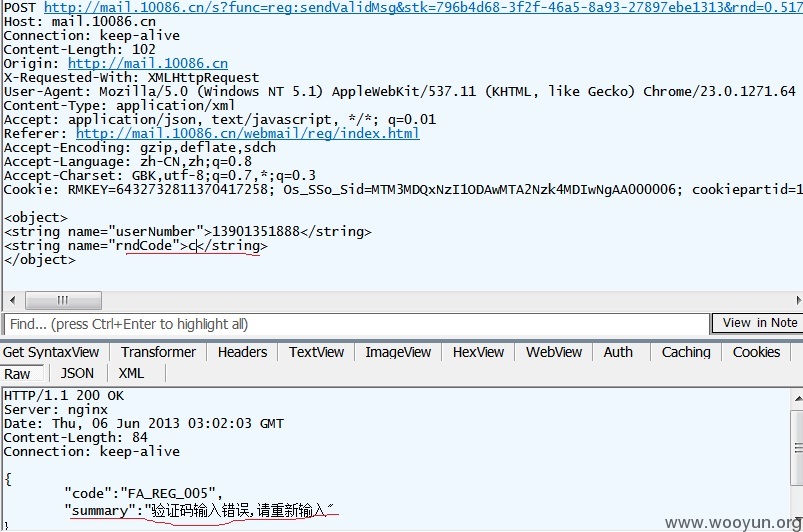 POST http://mail.10086.cn/s?func=reg:sendValidMsg&stk=796b4d68-3f2f-46a5-8a93-27897ebe1313&rnd=0.517
Host: mail.10086.cn
Connection: keep-alive
Content-Length: 102
Origin: http://mail.10086.cn
X-Requested-With: XMLHttpRequest
User-Agent: Mozilla/5.0 (Windows NT 5.1) AppleWebKit/537.11 (KHTML, like Gecko) Chrome/23.0.1271.64
Content-Type: application/xml
Accept: application/json, text/javascript, */*; q=0.01
Referer: http://mail.10086.cn/webmail/reg/index.html
Accept-Encoding: gzip,deflate,sdch
Accept-Language: zh-CN,zh;q=0.8
Accept-Charset: GBK,utf-8;q=0.7,*;q=0.3
Cookie: RMKEY=6432732811370417258; Os_SSo_Sid=MTM3MDQxNzI1ODAwMTA2Nzk4MDIwNgAA000006; cookiepartid=1
<object>
<string name="userNumber">13901351888</string>
<string name="rndCode">c</string>
</object>
Find... (press Ctrl+Enter to highlight all)
View in Note
Get SyntaxView Transformer Headers TextView ImageView HexView WebView Auth Caching Cookies
Raw JSON XML
HTTP/1.1 200 OK
Server: nginx
Date: Thu, 06 Jun 2013 03:02:03 GMT
Content-Length: 84
Connection: keep-alive
{
"code":"FA_REG_005",
"summary":"验证码输入错误,请重新输入"
}
www.wooyun.org